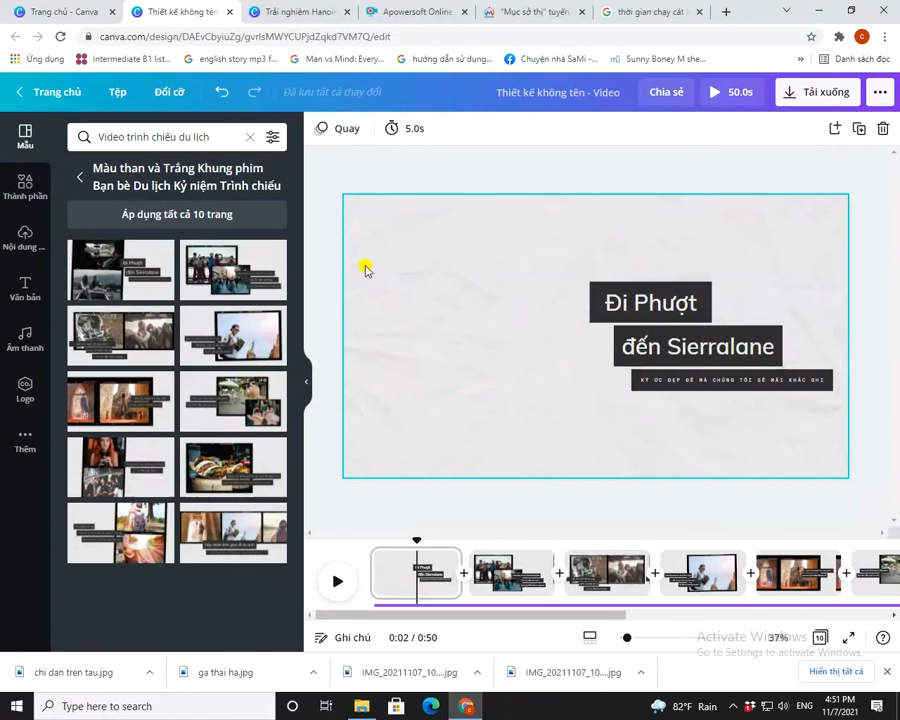 Trang chủ - Canva
Thiết kế không tên -
Trải nghiệm Hanoin
Apowersoft Online
"Mục sở thị" tuyến
thời gian chạy cát l
canva.com/design/DAEvCbyiuZg/gvrlsMWYCUPjdZqkd7VM7Q/edit
Ứng dụng
Intermediate B1 list...
english story mp3 f...
Man vs Mind: Every...
hướng dẫn sử dụng...
Chuyện nhà SaMi -...
Sunny Boney M she...
»
Danh sách đọc
Trang chủ
Tệp
Đổi cỡ
Đã lưu tất cả thay đổi
Thiết kế không tên - Video
Chia sẻ
50.0s
Tải xuống
Mẫu
Thành phần
Nội dung ...
Văn bản
Âm thanh
Logo
Thêm
Video trình chiếu du lịch
Màu than và Trắng Khung phim
Bạn bè Du lịch Kỷ niệm Trình chiếu
Áp dụng tất cả 10 trang
Quay
5.0s
Đi Phượt
đến Sierralane
KÝ ỨC ĐẸP ĐẼ MÀ CHÚNG TÔI SẼ MÃI KHẮC GHI
Ghi chú
0:02 / 0:50
37%
10
Activate Windows
Go to Settings to activate Windows.
chi dan tren tau.jpg
ga thai ha.jpg
IMG_20211107_10....jpg
IMG_20211107_10....jpg
Hiển thị tất cả
Type here to search
82°F Rain
ENG
4:51 PM
11/7/2021